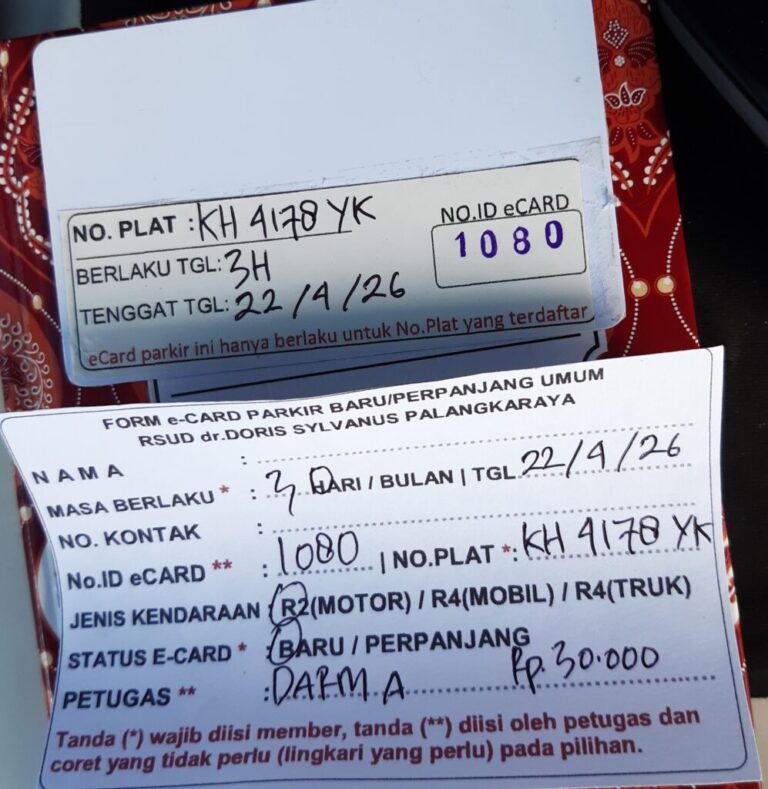 NO. PLAT : KH 4178 YK
NO.ID eCARD
1080
BERLAKU TGL: 3H
TENGGAT TGL: 22/4/26
eCard parkir ini hanya berlaku untuk No.Plat yang terdaftar
FORM e-CARD PARKIR BARU/PERPANJANG UMUM
RSUD dr.DORIS SYLVANUS PALANGKARAYA
NAMA :
MASA BERLAKU * : 3 HARI / BULAN | TGL 22/4/26
NO. KONTAK :
No.ID eCARD ** : 1080 | NO.PLAT *: KH 4178 YK
JENIS KENDARAAN : R2(MOTOR) / R4(MOBIL) / R4(TRUK)
STATUS E-CARD * : BARU / PERPANJANG
PETUGAS ** : DARMA Rp. 30.000
Tanda (*) wajib diisi member, tanda (**) diisi oleh petugas dan
coret yang tidak perlu (lingkari yang perlu) pada pilihan.